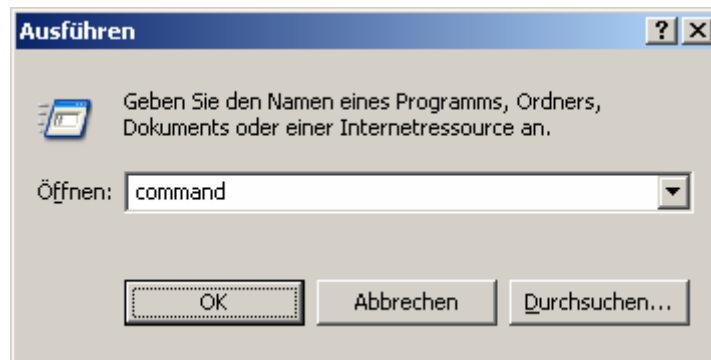 Ausführen
Geben Sie den Namen eines Programms, Ordners,
Dokuments oder einer Internetressource an.
Öffnen: command
OK Abbrechen Durchsuchen...